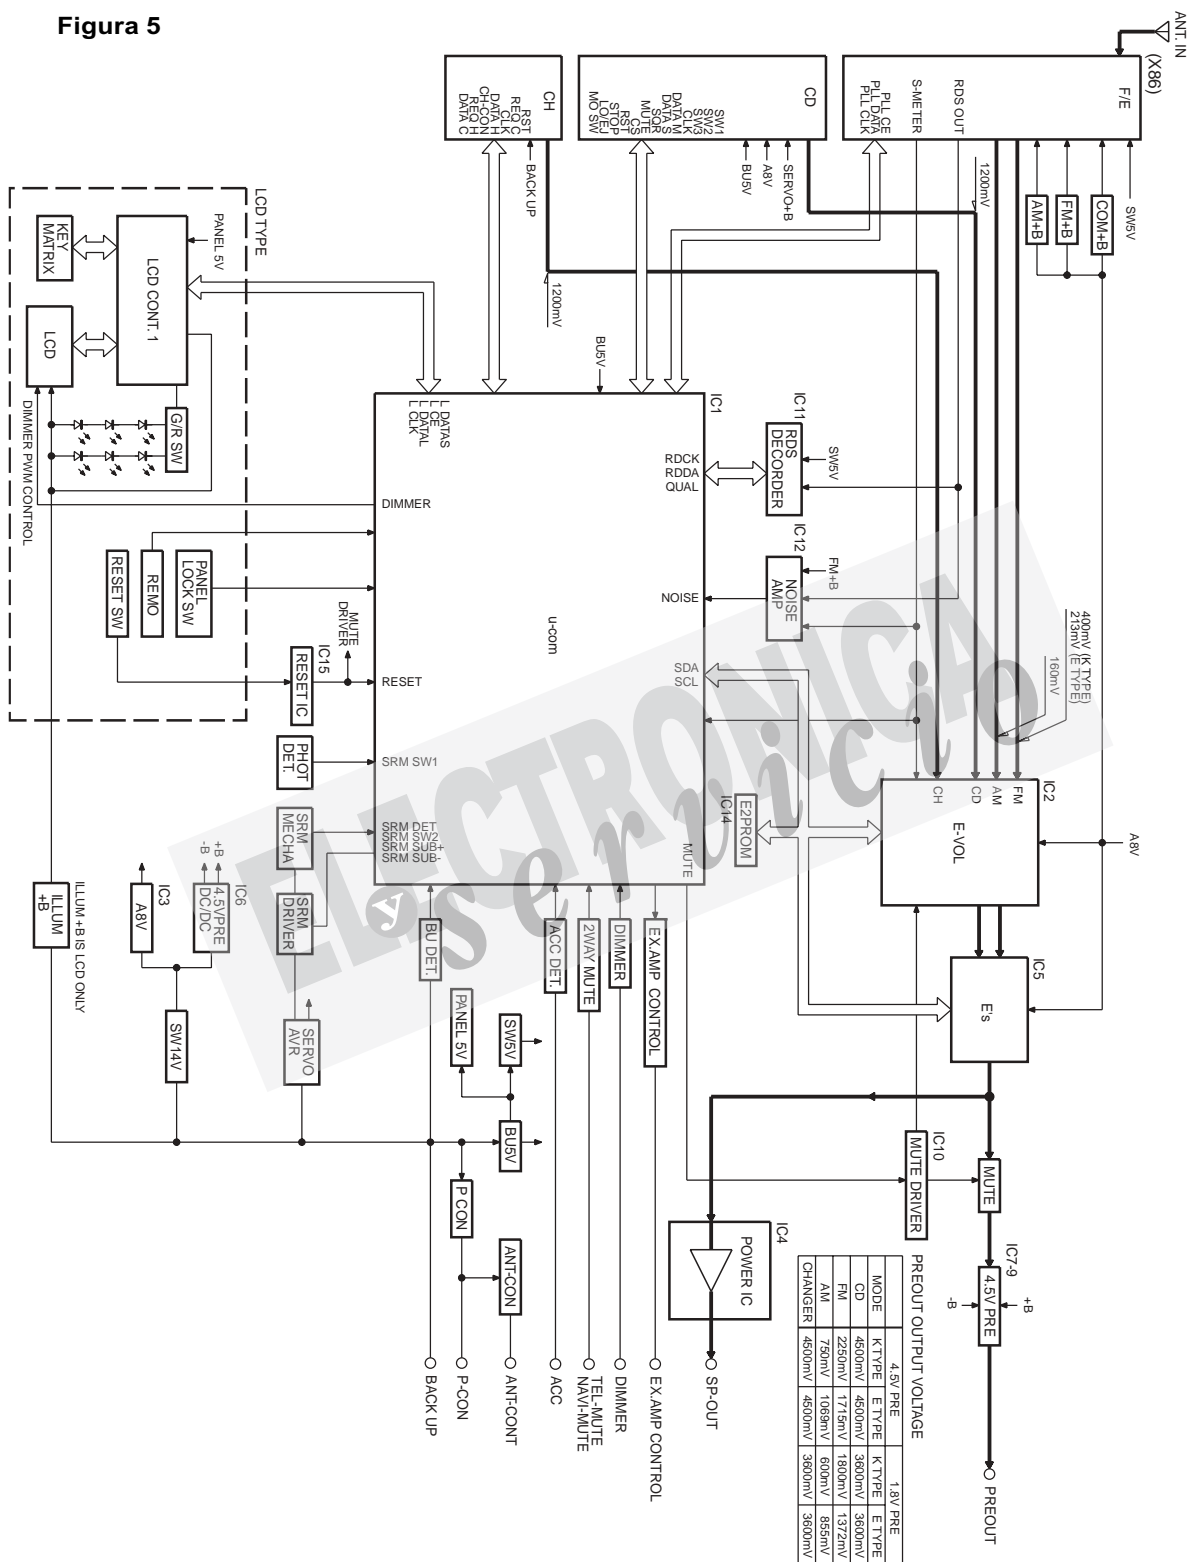 Figura 5
ANT. IN
(X86)
F/E
S-METER
RDS OUT
PLL CE
PLL DATA
PLL CLK
SW5V
COM+B
FM+B
AM+B
1200mV
CD
SW1
SW2
SW3
CLK
DATA M
DATA S
SQR
MUTE
CS
RST
STOP
LO/EJ
MO SW
SERVO+B
A8V
BU5V
CH
RST
REQ C
CLK
DATA H
CH-CON
REQ H
DATA C
BACK UP
1200mV
LCD TYPE
PANEL 5V
LCD CONT. 1
KEY
MATRIX
LCD
G/R SW
DIMMER PWM CONTROL
PANEL
LOCK SW
REMO
RESET SW
BU5V
IC1
u-com
L DATAS
L CE
L DATAL
L CLK
DIMMER
RESET
SRM SW1
SRM DET
SRM SW2
SRM SUB+
SRM SUB-
RDCK
RDDA
QUAL
NOISE
SDA
SCL
MUTE
IC11
RDS
DECORDER
SW5V
IC12
NOISE
AMP
FM+B
400mV (K TYPE)
213mV (E TYPE)
160mV
IC2
FM
AM
CD
CH
E-VOL
A8V
IC14
E2PROM
IC15
RESET IC
MUTE
DRIVER
PHOT
DET.
SRM
MECHA
SRM
DRIVER
SERVO
AVR
IC6
4.5VPRE
DC/DC
+B
-B
IC3
A8V
SW14V
ILLUM
+B
ILLUM +B IS LCD ONLY
BU DET.
ACC DET.
2WAY MUTE
DIMMER
EX.AMP CONTROL
PANEL 5V
SW5V
BU5V
P CON
ANT-CON
IC5
E's
IC10
MUTE DRIVER
MUTE
IC7-9
4.5V PRE
+B
-B
IC4
POWER IC
PREOUT
SP-OUT
EX.AMP CONTROL
DIMMER
TEL-MUTE
NAVI-MUTE
ACC
ANT-CONT
P-CON
BACK UP
PREOUT OUTPUT VOLTAGE
4.5V PRE 1.8V PRE
MODE K TYPE E TYPE K TYPE E TYPE
CD 4500mV 4500mV 3600mV 3600mV
FM 2250mV 1715mV 1800mV 1372mV
AM 750mV 1069mV 600mV 855mV
CHANGER 4500mV 4500mV 3600mV 3600mV
ELECTRONICA
y servicio